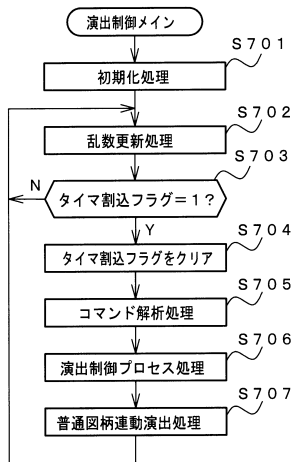 演出制御メイン
S701
初期化処理
S702
乱数更新処理
S703
N
タイマ割込フラグ=1?
Y
S704
タイマ割込フラグをクリア
S705
コマンド解析処理
S706
演出制御プロセス処理
S707
普通図柄連動演出処理